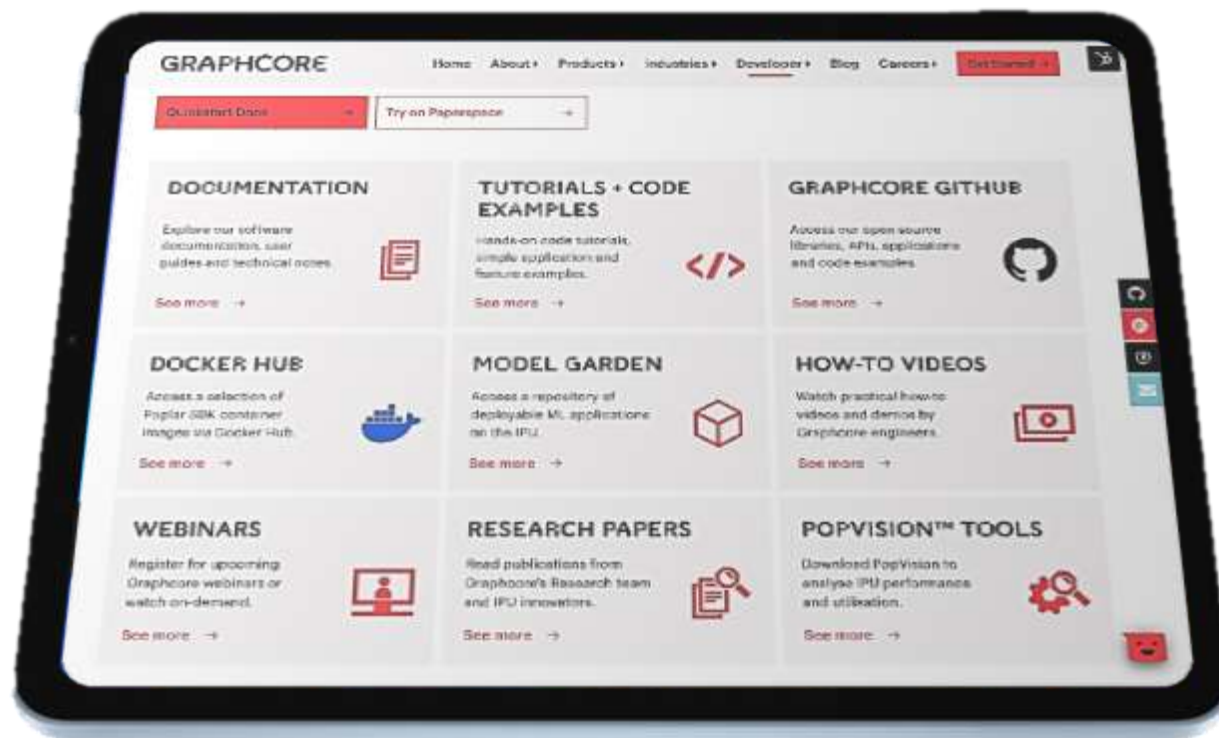 GRAPHCORE
Home About Products Industries Developer Blog Careers Get Started
Quickstart Docs
Try on Paperspace
DOCUMENTATION
Explore our software
documentation, user
guides and technical notes.
See more
TUTORIALS + CODE
EXAMPLES
Hands-on code tutorials,
simple application and
feature examples.
See more
GRAPHCORE GITHUB
Access our open source
libraries, APIs, applications
and code examples
See more
DOCKER HUB
Access a selection of
Poplar SDK container
images via Docker Hub.
See more
MODEL GARDEN
Access a repository of
deployable ML applications
on the IPU.
See more
HOW-TO VIDEOS
Watch practical how-to
videos and demos by
Graphcore engineers.
See more
WEBINARS
Register for upcoming
Graphcore webinars or
watch on-demand.
See more
RESEARCH PAPERS
Read publications from
Graphcore's Research team
and IPU innovators.
See more
POPVISION™ TOOLS
Download PopVision to
analyse IPU performance
and utilisation.
See more